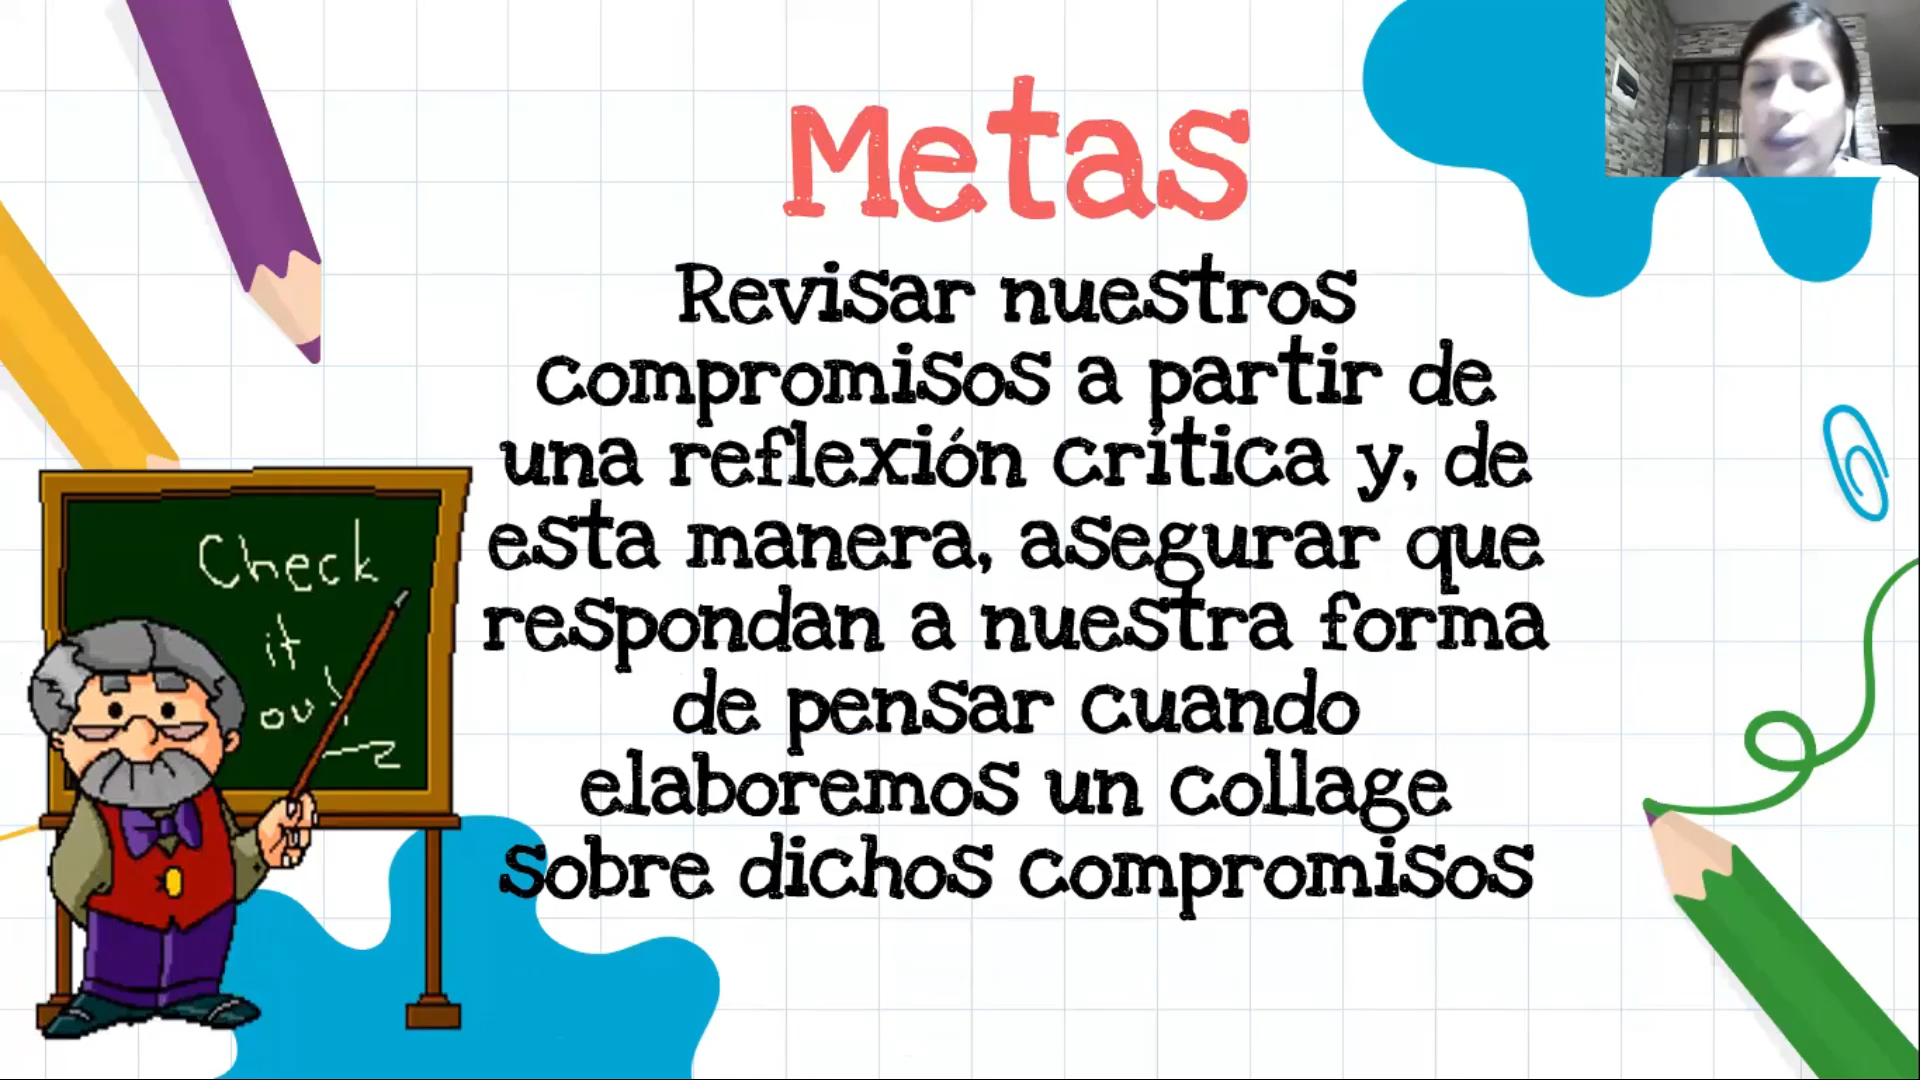 Metas
Revisar nuestros
compromisos a partir de
una reflexión crítica y, de
esta manera, asegurar que
respondan a nuestra forma
de pensar cuando
elaboremos un collage
sobre dichos compromisos
Check
it
out